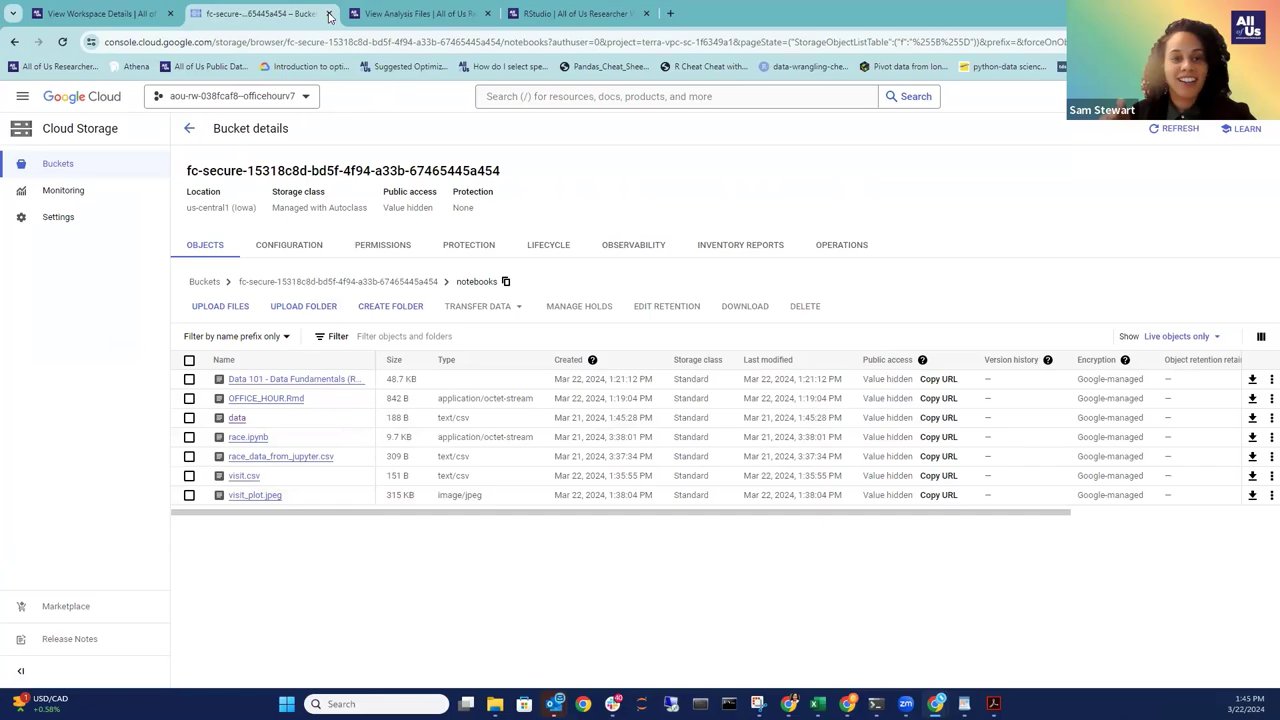 View Workspace Details | All of
fc-secure-...65445a454 – Bucke
View Analysis Files | All of Us R
RStudio | All of Us Researcher W
console.cloud.google.com/storage/browser/fc-secure-15318c8d-bd5f-4f94-a33b-67465445a454/notebooks?authuser=0&project=terra-vpc-sc-1f6349a1&pageState=("StorageObjectListTable":("f":"%255B%255D"))&prefix=&forceOnOb
All of Us Researcher...
Athena
All of Us Public Dat...
Introduction to opti...
Suggested Optimiz...
How do I select spe...
Pandas_Cheat_Shee...
R Cheat Cheat with...
data-wrangling-che...
Pivot data from lon...
python-data scienc...
All of Us
Sam Stewart
Google Cloud
aou-rw-038fcaf8--officehourv7
Search (/) for resources, docs, products, and more
Search
Cloud Storage
Bucket details
REFRESH
LEARN
Buckets
Monitoring
Settings
fc-secure-15318c8d-bd5f-4f94-a33b-67465445a454
Location Storage class Public access Protection
us-central1 (Iowa) Managed with Autoclass Value hidden None
OBJECTS CONFIGURATION PERMISSIONS PROTECTION LIFECYCLE OBSERVABILITY INVENTORY REPORTS OPERATIONS
Buckets > fc-secure-15318c8d-bd5f-4f94-a33b-67465445a454 > notebooks
UPLOAD FILES UPLOAD FOLDER CREATE FOLDER TRANSFER DATA MANAGE HOLDS EDIT RETENTION DOWNLOAD DELETE
Filter by name prefix only Filter Filter objects and folders Show Live objects only
Name Size Type Created Storage class Last modified Public access Version history Encryption Object retention retai
Data 101 - Data Fundamentals (R... 48.7 KB Mar 22, 2024, 1:21:12 PM Standard Mar 22, 2024, 1:21:12 PM Value hidden Copy URL — Google-managed —
OFFICE_HOUR.Rmd 842 B application/octet-stream Mar 22, 2024, 1:19:04 PM Standard Mar 22, 2024, 1:19:04 PM Value hidden Copy URL — Google-managed —
data 188 B text/csv Mar 21, 2024, 1:45:28 PM Standard Mar 21, 2024, 1:45:28 PM Value hidden Copy URL — Google-managed —
race.ipynb 9.7 KB application/octet-stream Mar 21, 2024, 3:38:01 PM Standard Mar 21, 2024, 3:38:01 PM Value hidden Copy URL — Google-managed —
race_data_from_jupyter.csv 309 B text/csv Mar 21, 2024, 3:37:34 PM Standard Mar 21, 2024, 3:37:34 PM Value hidden Copy URL — Google-managed —
visit.csv 151 B text/csv Mar 22, 2024, 1:35:55 PM Standard Mar 22, 2024, 1:35:55 PM Value hidden Copy URL — Google-managed —
visit_plot.jpeg 315 KB image/jpeg Mar 22, 2024, 1:38:04 PM Standard Mar 22, 2024, 1:38:04 PM Value hidden Copy URL — Google-managed —
Marketplace
Release Notes
1
USD/CAD
+0.58%
Search
40
1:45 PM
3/22/2024